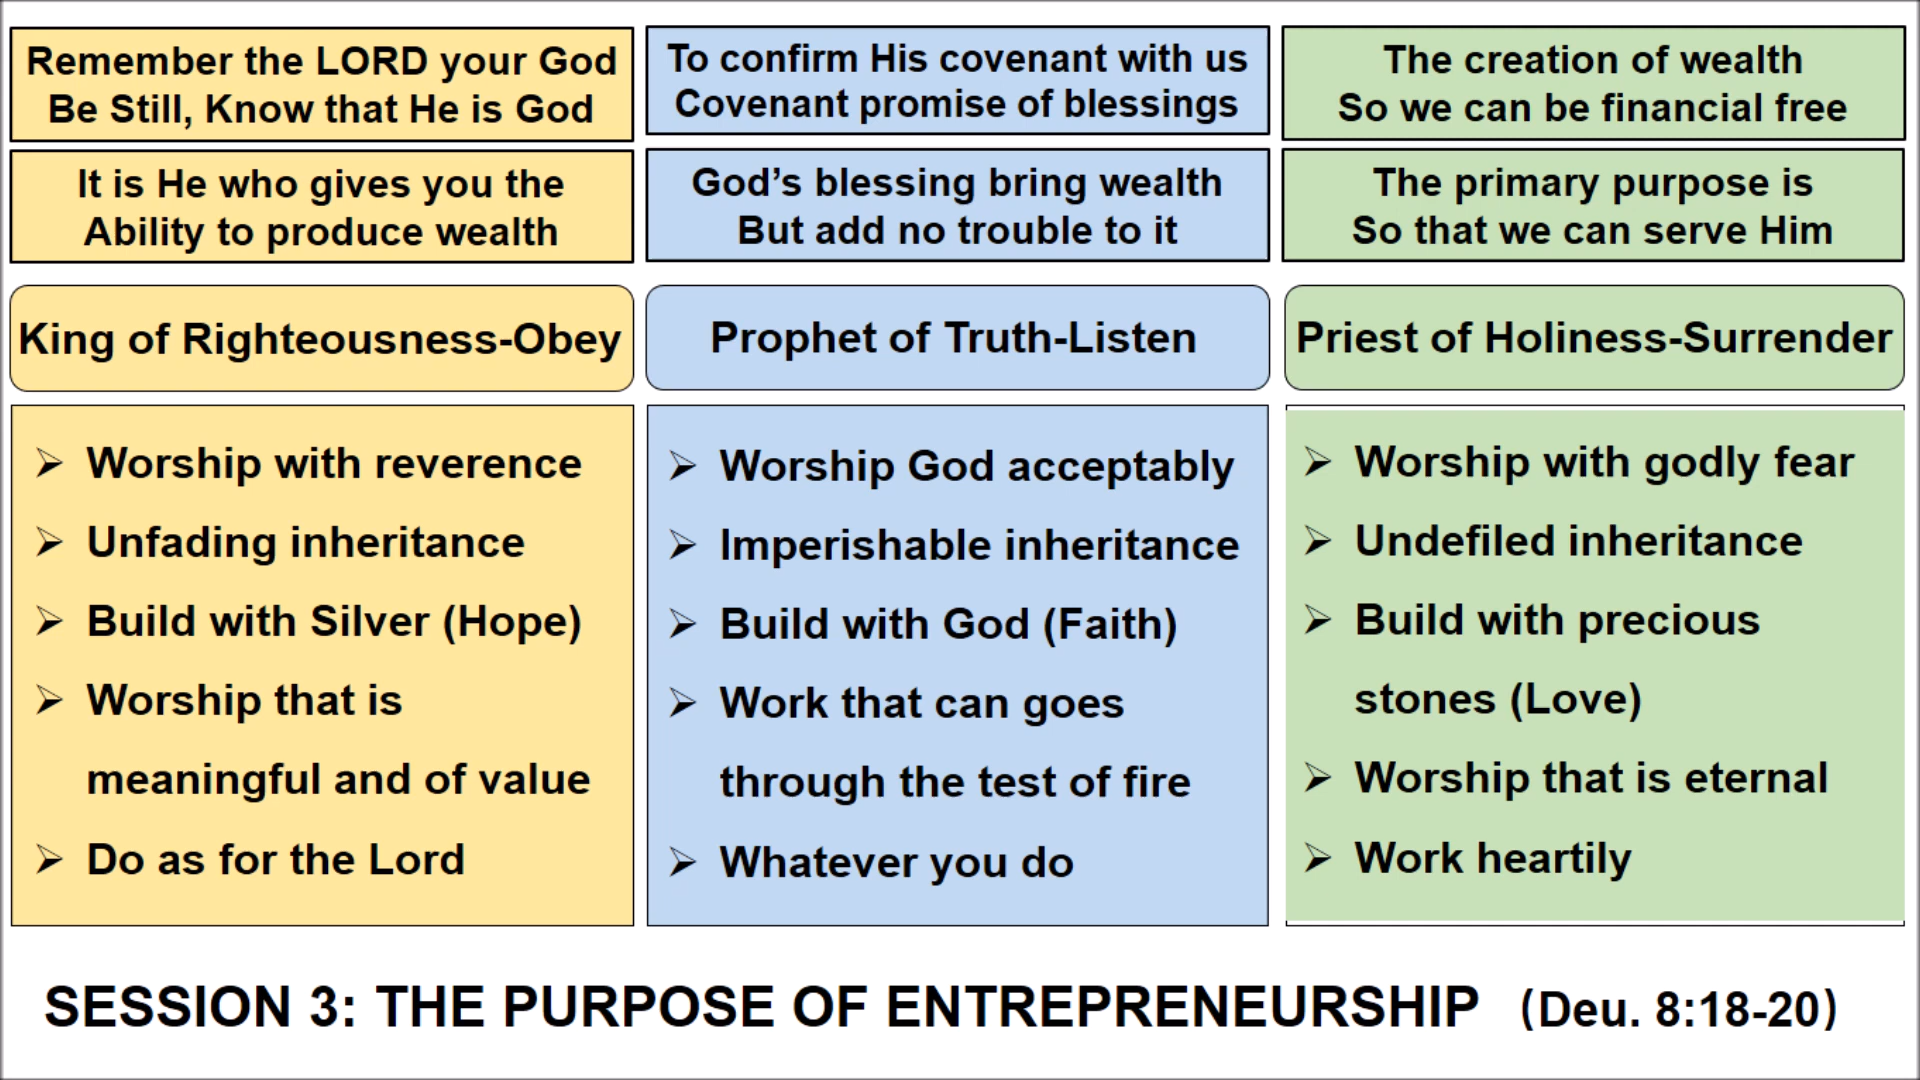 Remember the LORD your God
Be Still, Know that He is God
To confirm His covenant with us
Covenant promise of blessings
The creation of wealth
So we can be financial free
It is He who gives you the
Ability to produce wealth
God’s blessing bring wealth
But add no trouble to it
The primary purpose is
So that we can serve Him
King of Righteousness-Obey
Prophet of Truth-Listen
Priest of Holiness-Surrender
➢ Worship with reverence
➢ Unfading inheritance
➢ Build with Silver (Hope)
➢ Worship that is
meaningful and of value
➢ Do as for the Lord
➢ Worship God acceptably
➢ Imperishable inheritance
➢ Build with God (Faith)
➢ Work that can goes
through the test of fire
➢ Whatever you do
➢ Worship with godly fear
➢ Undefiled inheritance
➢ Build with precious
stones (Love)
➢ Worship that is eternal
➢ Work heartily
SESSION 3: THE PURPOSE OF ENTREPRENEURSHIP (Deu. 8:18-20)